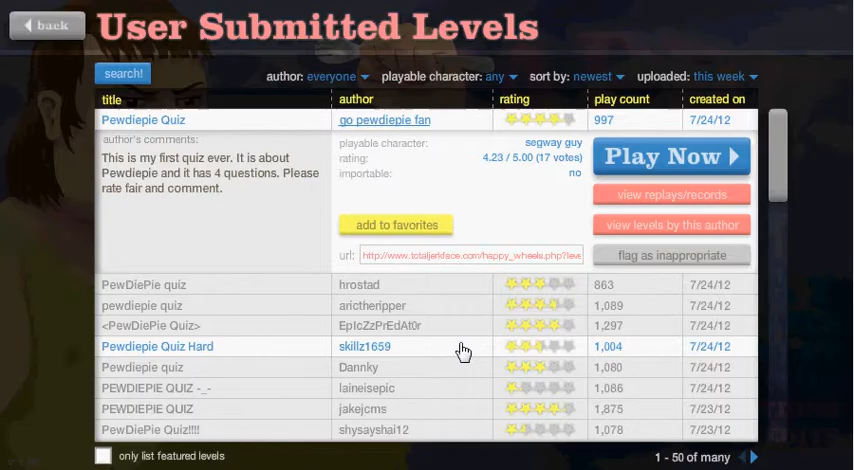 back
User Submitted Levels
search!
author: everyone playable character: any sort by: newest uploaded: this week
title author rating play count created on
Pewdiepie Quiz go pewdiepie fan 997 7/24/12
author's comments:
This is my first quiz ever. It is about
Pewdiepie and it has 4 questions. Please
rate fair and comment.
playable character: segway guy
rating: 4.23 / 5.00 (17 votes)
importable: no
Play Now
view replays/records
add to favorites
view levels by this author
url: http://www.totaljerkface.com/happy_wheels.php?leve
flag as inappropriate
PewDiePie quiz hrostad 863 7/24/12
pewdiepie quiz arictheripper 1,089 7/24/12
<PewDiePie Quiz> EpIcZzPrEdAt0r 1,297 7/24/12
Pewdiepie Quiz Hard skillz1659 1,004 7/24/12
Pewdiepie quiz Dannky 1,080 7/24/12
PEWDIEPIE QUIZ -_- laineisepic 1,086 7/24/12
PEWDIEPIE QUIZ jakejcms 1,875 7/23/12
PewDiePie Quiz!!!! shysayshai12 1,078 7/23/12
only list featured levels
1 - 50 of many